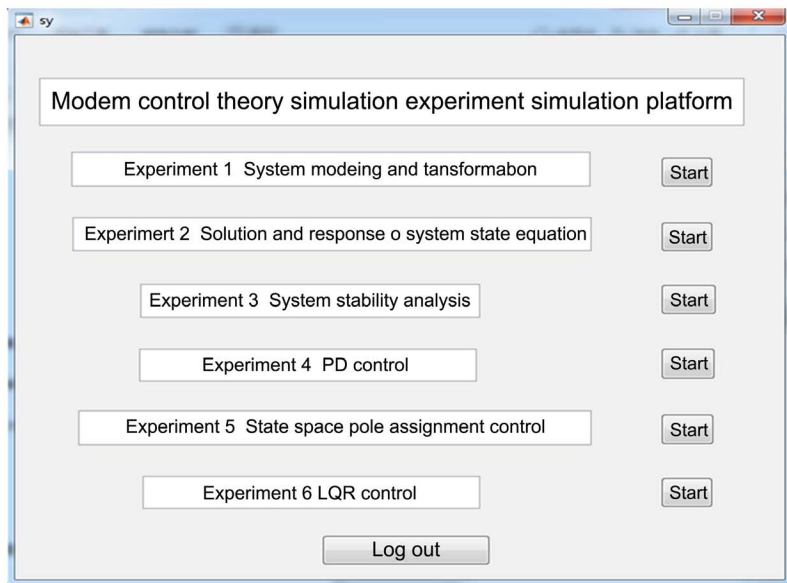 sy
Modem control theory simulation experiment simulation platform
Experiment 1 System modeing and tansformabon Start
Experimert 2 Solution and response o system state equation Start
Experiment 3 System stability analysis Start
Experiment 4 PD control Start
Experiment 5 State space pole assignment control Start
Experiment 6 LQR control Start
Log out